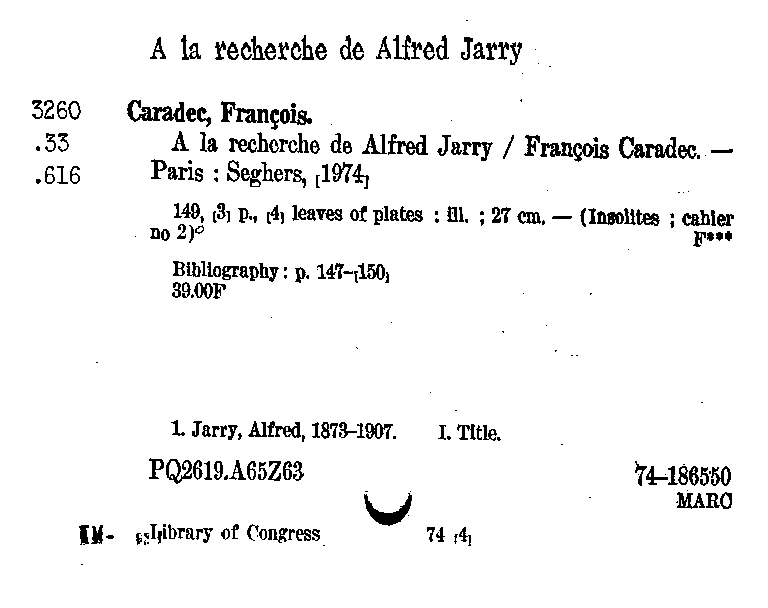 A la recherche de Alfred Jarry
3260 Caradec, François.
.33 A la recherche de Alfred Jarry / François Caradec. —
.616 Paris : Seghers, [1974]
149, [3] p., [4] leaves of plates : ill. ; 27 cm. — (Insolites ; cahier
no 2) F***
Bibliography: p. 147–[150]
39.00F
1. Jarry, Alfred, 1873–1907. I. Title.
PQ2619.A65Z63 74–186550
MARC
Library of Congress 74 [4]